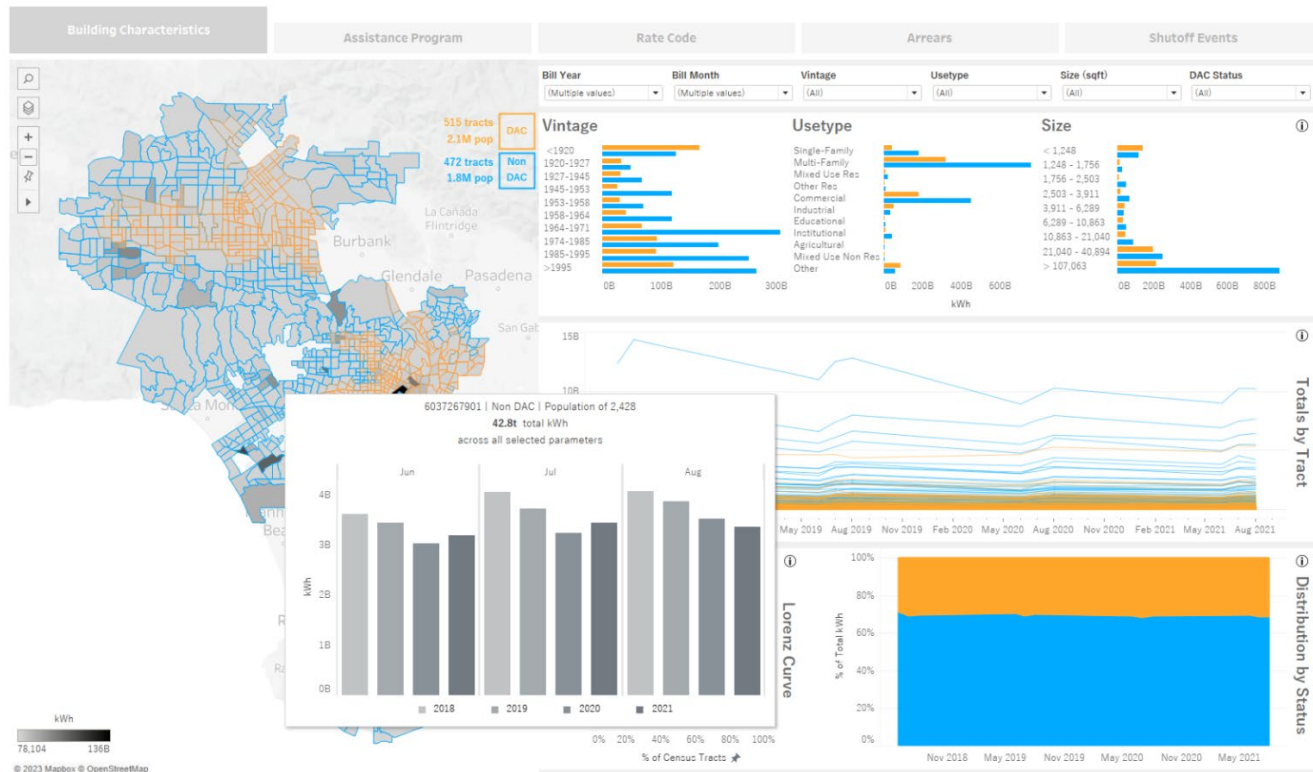 Building Characteristics
Assistance Program
Rate Code
Arrears
Shutoff Events
Bill Year
Bill Month
Vintage
Usetype
Size (sqft)
DAC Status
(Multiple values)
(Multiple values)
(All)
(All)
(All)
(All)
515 tracts
2.1M pop
DAC
472 tracts
1.8M pop
Non
DAC
La Cañada
Flintridge
Burbank
Glendale
Pasadena
San Gab
Vintage
<1920
1920-1927
1927-1945
1945-1953
1953-1958
1958-1964
1964-1971
1974-1985
1985-1995
>1995
0B 100B 200B 300B
Usetype
Single-Family
Multi-Family
Mixed Use Res
Other Res
Commercial
Industrial
Educational
Institutional
Agricultural
Mixed Use Non Res
Other
0B 200B 400B 600B
kWh
Size
< 1,248
1,248 - 1,756
1,756 - 2,503
2,503 - 3,911
3,911 - 6,289
6,289 - 10,863
10,863 - 21,040
21,040 - 40,894
> 107,063
0B 200B 400B 600B 800B
15B
10B
Totals by Tract
May 2019 Aug 2019 Nov 2019 Feb 2020 May 2020 Aug 2020 Nov 2020 Feb 2021 May 2021 Aug 2021
6037267901 | Non DAC | Population of 2,428
42.8t total kWh
across all selected parameters
Jun
Jul
Aug
4B
3B
2B
1B
0B
kWh
2018
2019
2020
2021
Lorenz Curve
0% 20% 40% 60% 80% 100%
% of Census Tracts
100%
80%
60%
40%
20%
0%
% of Total kWh
Distribution by Status
Nov 2018 May 2019 Nov 2019 May 2020 Nov 2020 May 2021
kWh
78,104
136B
© 2023 Mapbox © OpenStreetMap